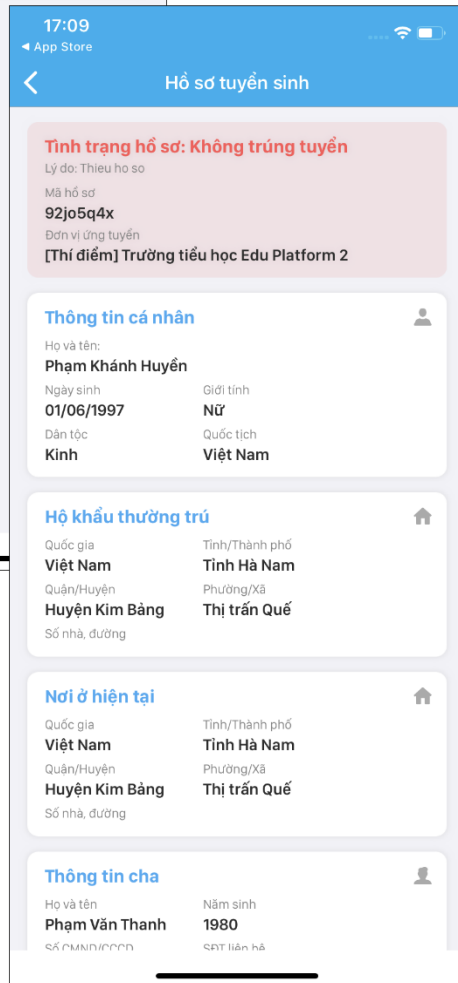 17:09
App Store
Hồ sơ tuyển sinh
Tình trạng hồ sơ: Không trúng tuyển
Lý do: Thieu ho so
Mã hồ sơ
92jo5q4x
Đơn vị ứng tuyển
[Thí điểm] Trường tiểu học Edu Platform 2
Thông tin cá nhân
Họ và tên:
Phạm Khánh Huyền
Ngày sinh Giới tính
01/06/1997 Nữ
Dân tộc Quốc tịch
Kinh Việt Nam
Hộ khẩu thường trú
Quốc gia Tỉnh/Thành phố
Việt Nam Tỉnh Hà Nam
Quận/Huyện Phường/Xã
Huyện Kim Bảng Thị trấn Quế
Số nhà, đường
Nơi ở hiện tại
Quốc gia Tỉnh/Thành phố
Việt Nam Tỉnh Hà Nam
Quận/Huyện Phường/Xã
Huyện Kim Bảng Thị trấn Quế
Số nhà, đường
Thông tin cha
Họ và tên Năm sinh
Phạm Văn Thanh 1980
Số CMND/CCCD SĐT liên hệ